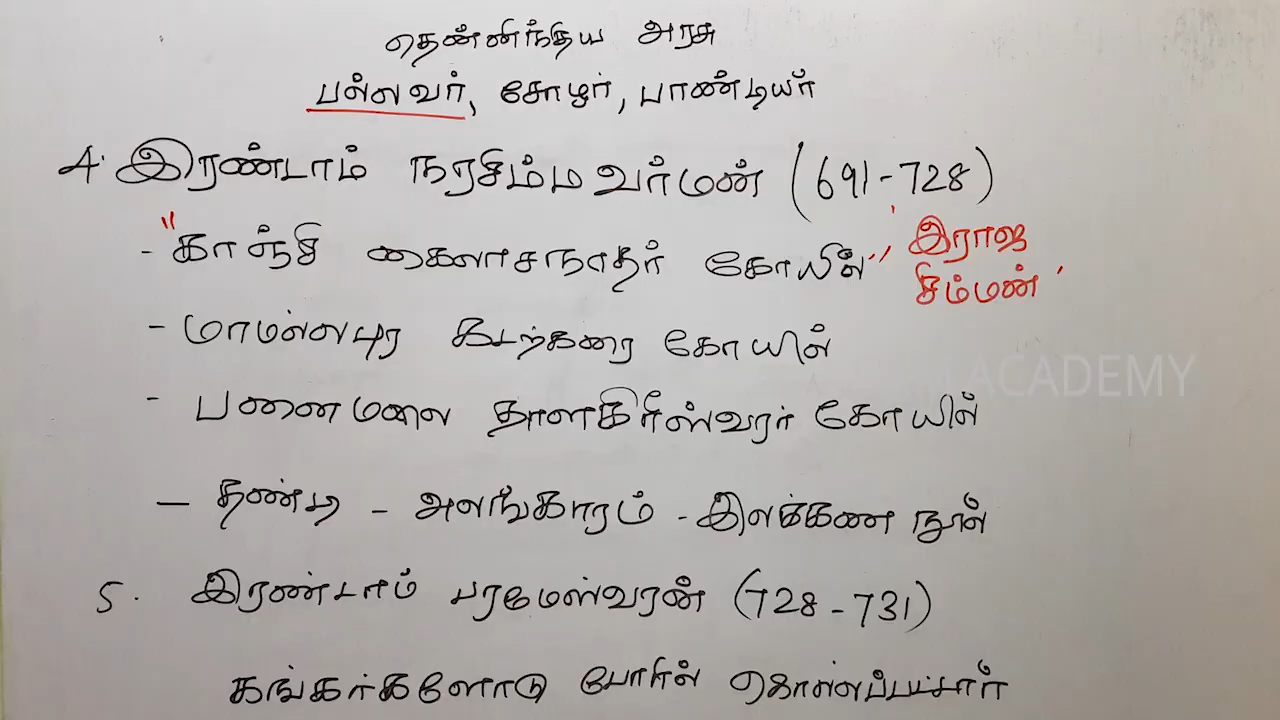 தென்னிந்திய அரசு
பல்லவர், சோழர், பாண்டியர்
4. இரண்டாம் நரசிம்ம வர்மன் (691-728)
- "காஞ்சி கைலாசநாதர் கோயில்" இராஜ
சிம்மன்
- மாமல்லபுர கடற்கரை கோயில்
- பனைமலை தாளகிரீஸ்வரர் கோயில்
- தண்டி - அலங்காரம் - இலக்கண நூல்
5. இரண்டாம் பரமேஸ்வரன் (728-731)
கங்கர்களோடு போரில் கொல்லப்பட்டார்
ACADEMY